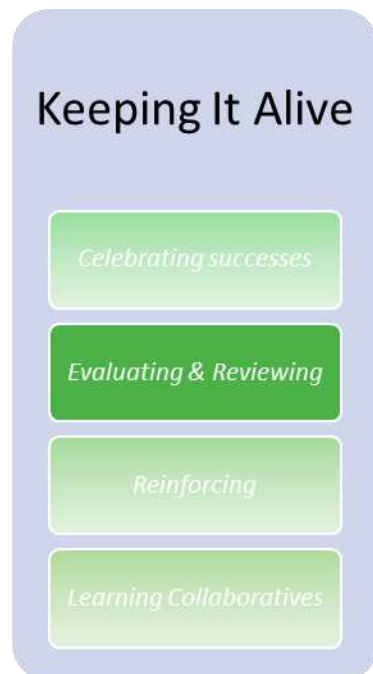 Keeping It Alive
Celebrating successes
Evaluating & Reviewing
Reinforcing
Learning Collaboratives